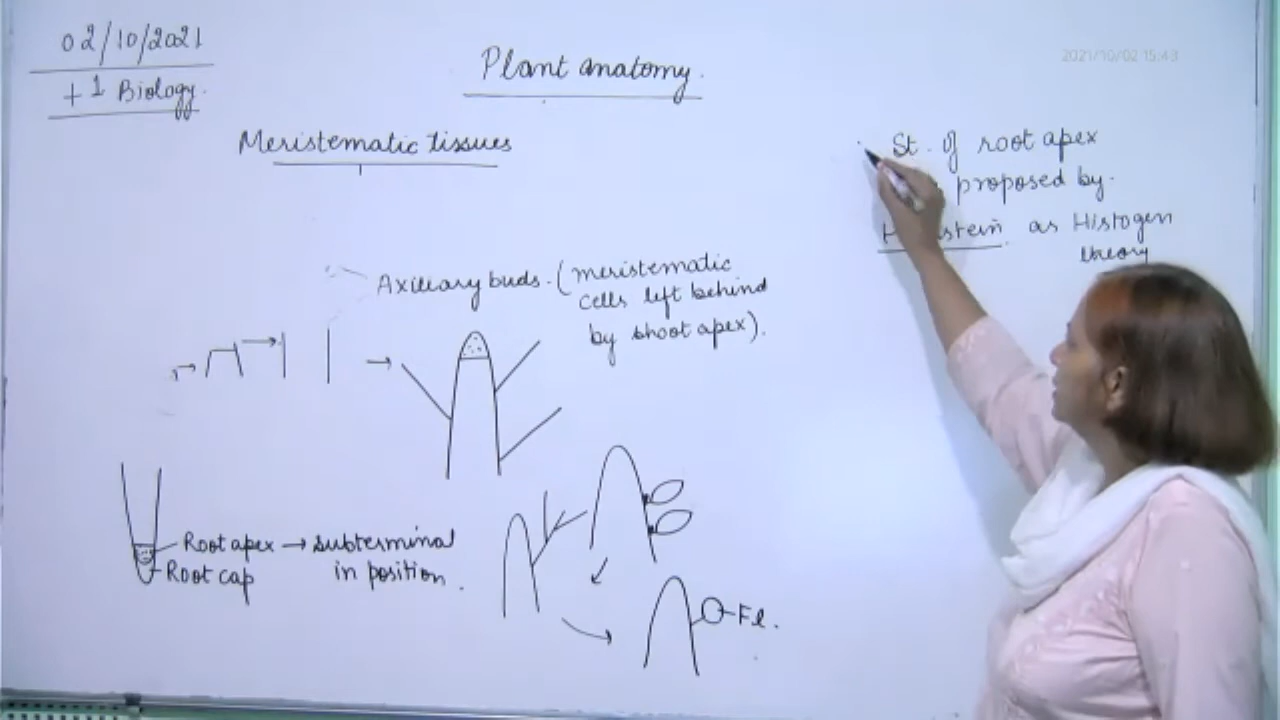 02/10/2021
+1 Biology.
Plant anatomy.
2021/10/02 15:43
Meristematic tissues
St. of root apex
proposed by.
as Histogen
theory
Axillary buds. (meristematic
cells left behind
by shoot apex).
Root apex → subterminal
in position.
Root cap
Fl.